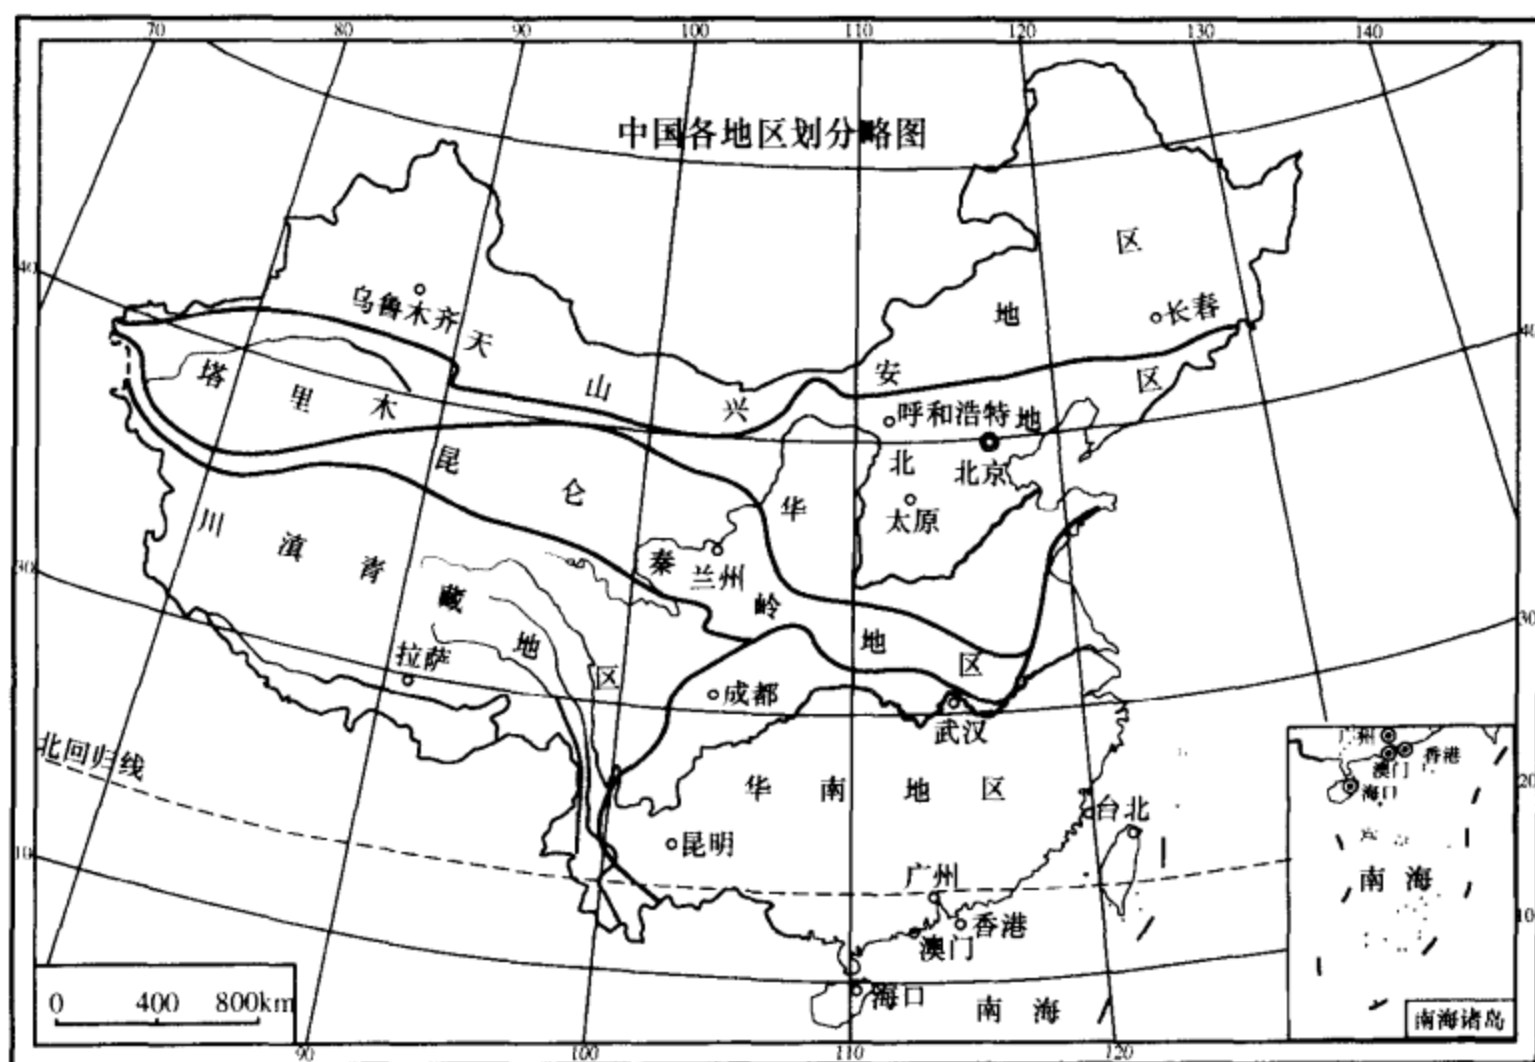 70 80 90 100 110 120 130 140
中国各地区划分略图
40
乌鲁木齐
天山兴安地区
长春
40
塔里木
呼和浩特
北京
太原
华北地区
昆仑秦岭地区
兰州
川滇青藏地区
30
拉萨
成都
武汉
30
北回归线
华南地区
昆明
台北
广州
香港
澳门
海口
南海
10
0 400 800km
90 100 110 120
广州
香港
澳门
海口
20
南海
10
南海诸岛